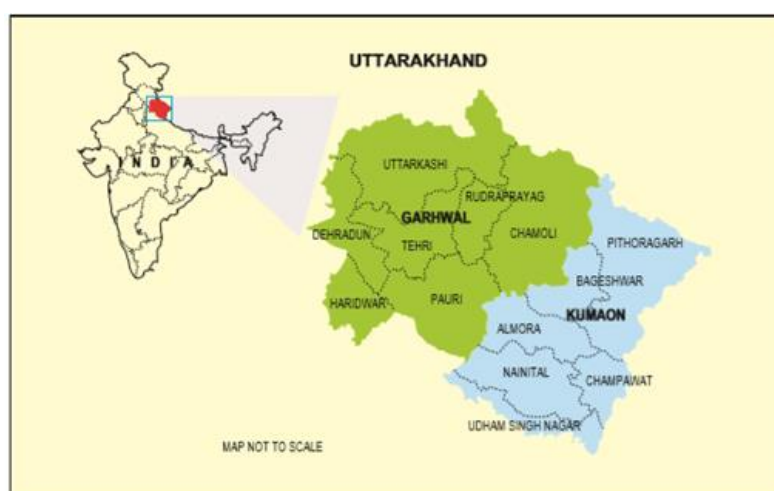 UTTARAKHAND
INDIA
UTTARKASHI
RUDRAPRAYAG
GARHWAL
DEHRADUN
TEHRI
CHAMOLI
PITHORAGARH
BAGESHWAR
HARIDWAR
PAURI
KUMAON
ALMORA
NAINITAL
CHAMPAWAT
UDHAM SINGH NAGAR
MAP NOT TO SCALE